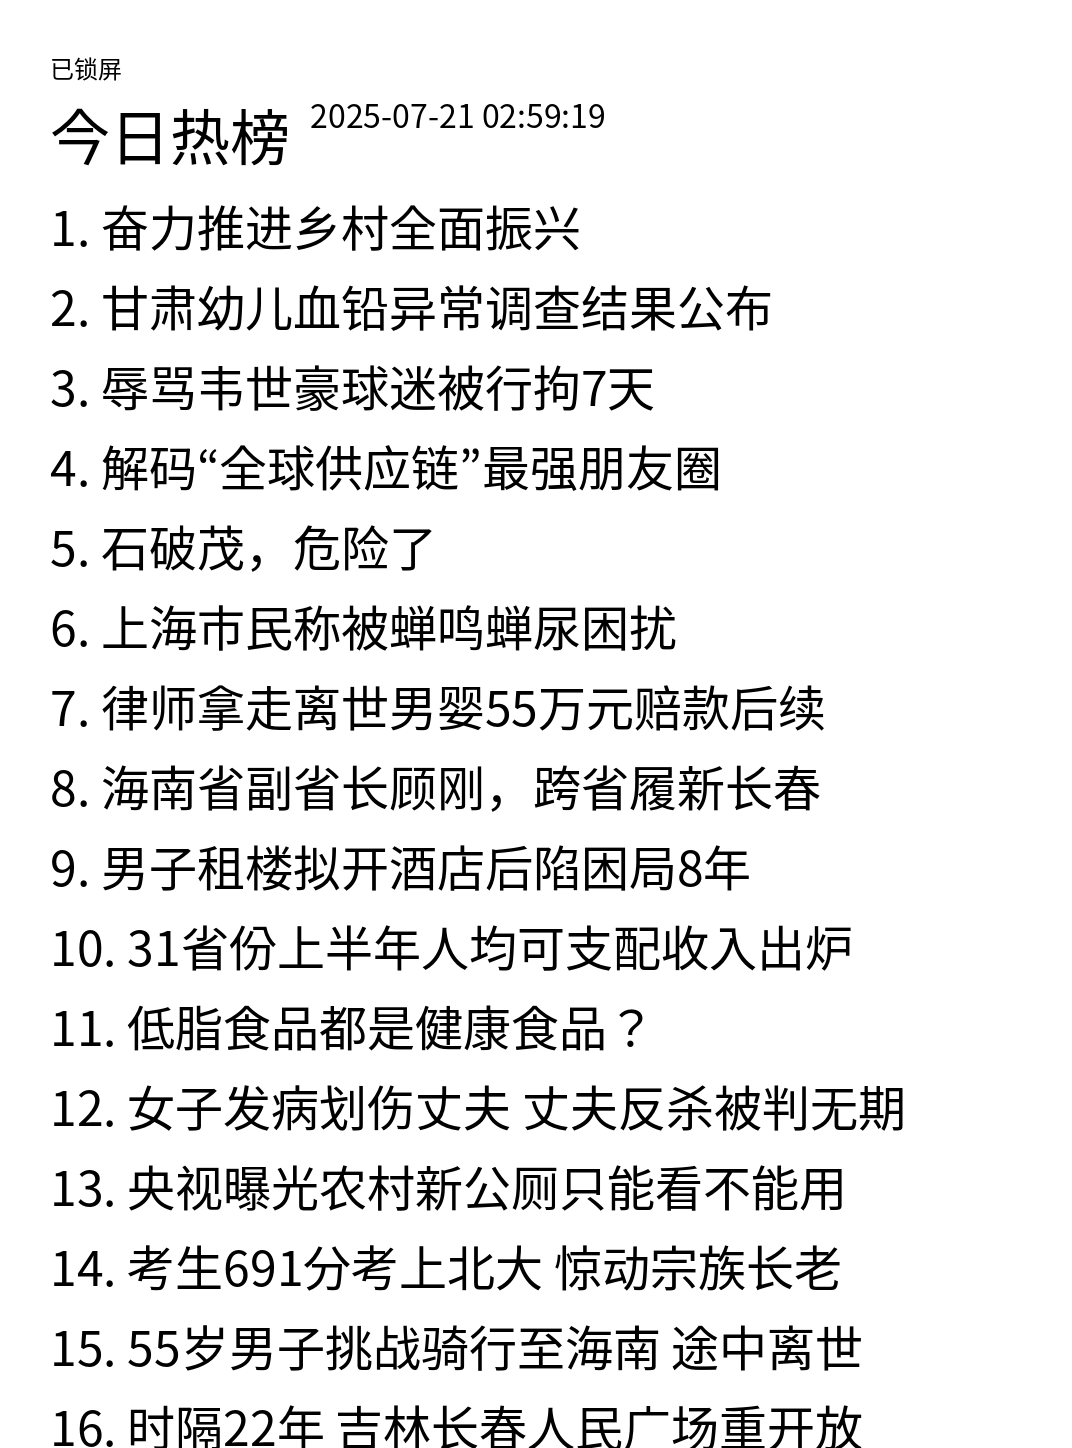 已锁屏
今日热榜 2025-07-21 02:59:19
1. 奋力推进乡村全面振兴
2. 甘肃幼儿血铅异常调查结果公布
3. 辱骂韦世豪球迷被行拘7天
4. 解码“全球供应链”最强朋友圈
5. 石破茂，危险了
6. 上海市民称被蝉鸣蝉尿困扰
7. 律师拿走离世男婴55万元赔款后续
8. 海南省副省长顾刚，跨省履新长春
9. 男子租楼拟开酒店后陷困局8年
10. 31省份上半年人均可支配收入出炉
11. 低脂食品都是健康食品？
12. 女子发病划伤丈夫 丈夫反杀被判无期
13. 央视曝光农村新公厕只能看不能用
14. 考生691分考上北大 惊动宗族长老
15. 55岁男子挑战骑行至海南 途中离世
16. 时隔22年 吉林长春人民广场重开放